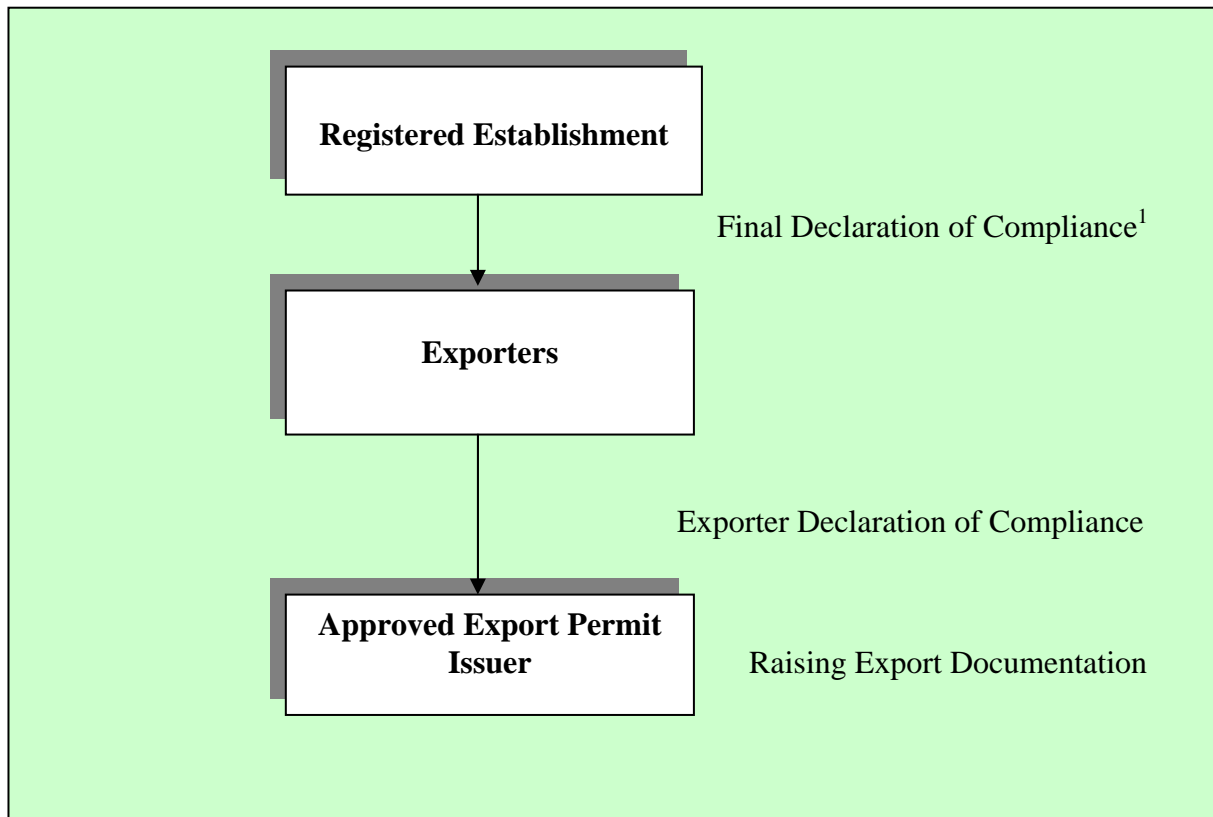 Registered Establishment
Final Declaration of Compliance¹
Exporters
Exporter Declaration of Compliance
Approved Export Permit
Issuer
Raising Export Documentation